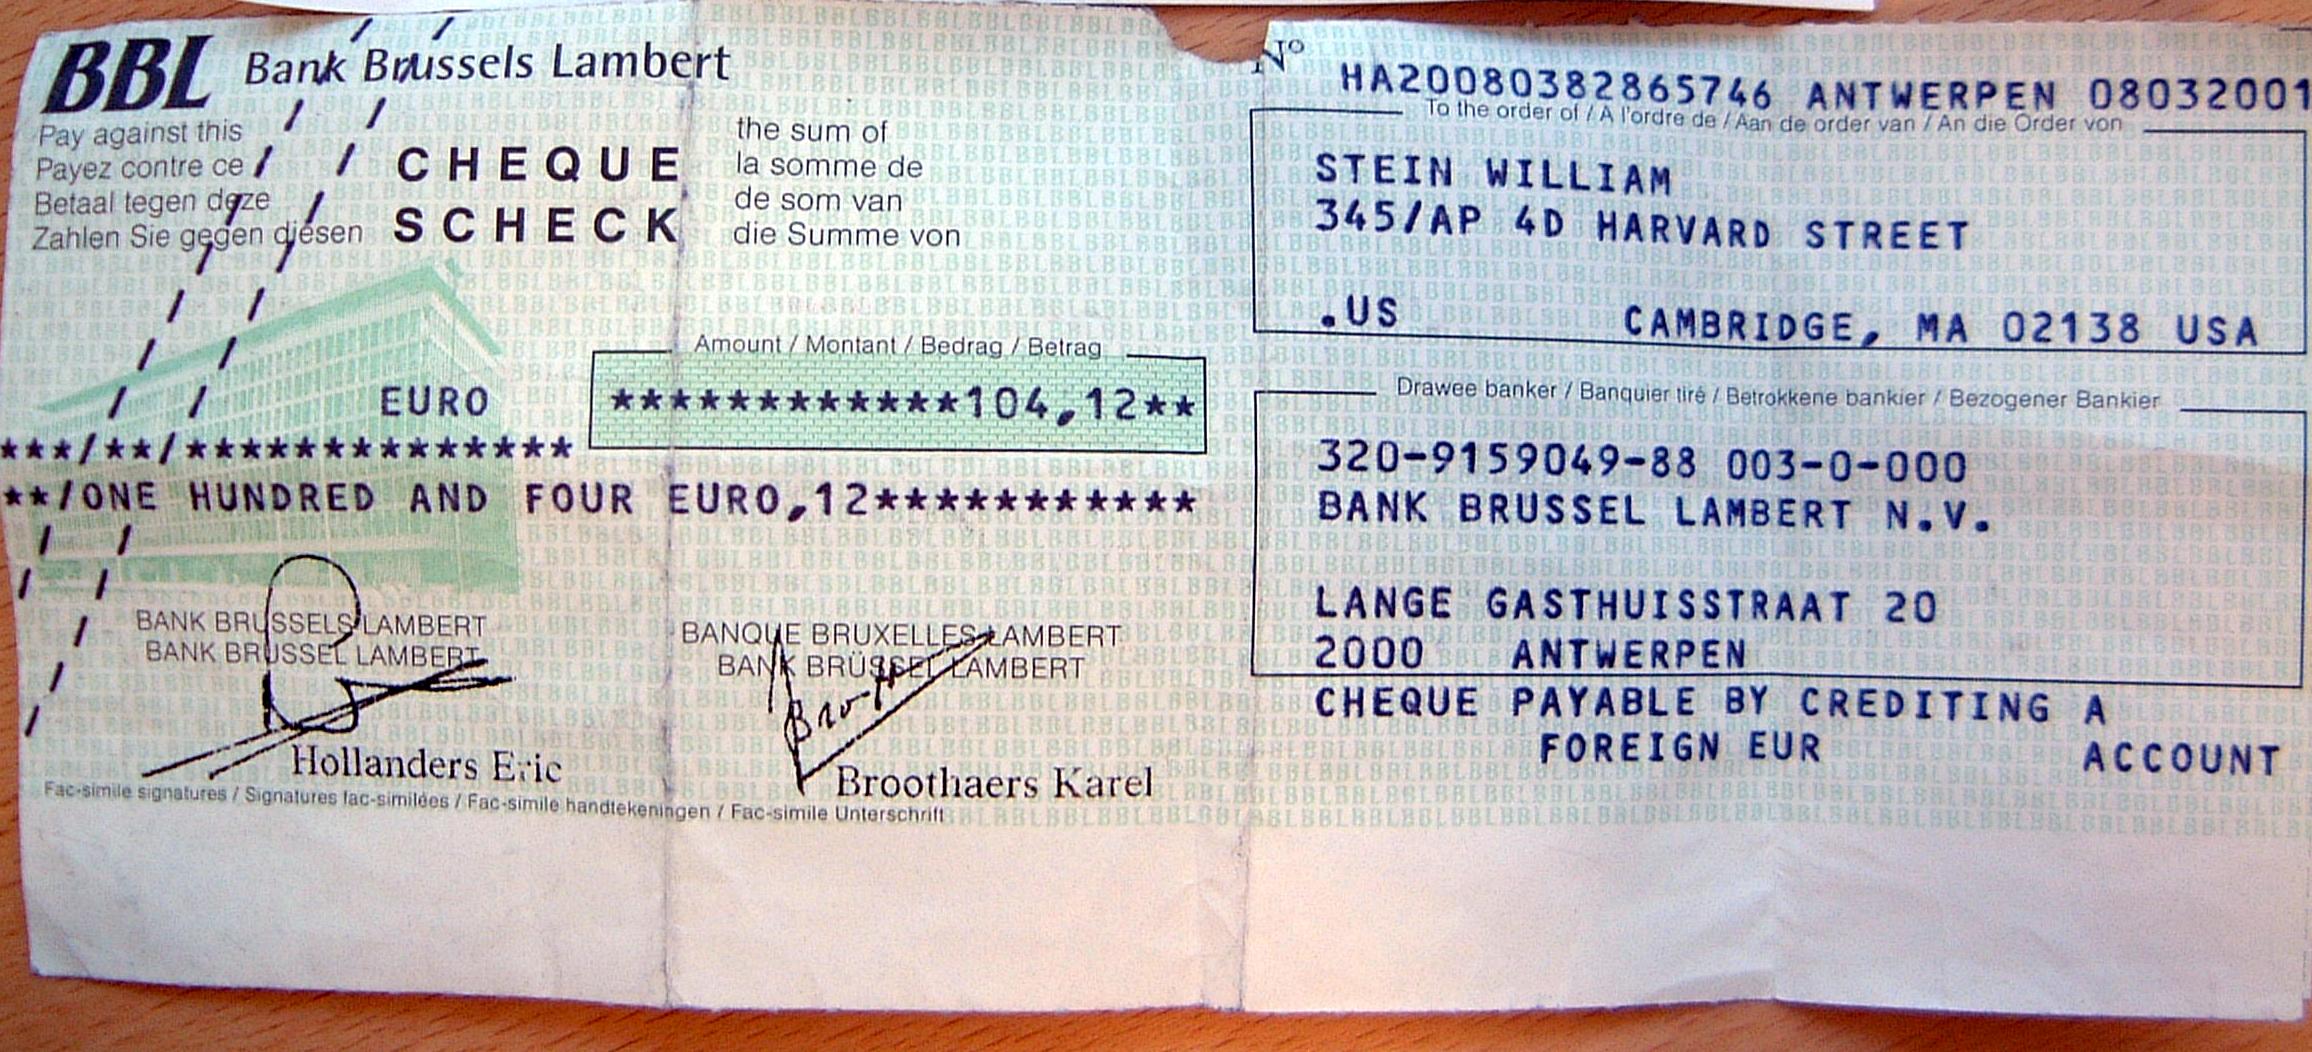 BBL Bank Brussels Lambert
Pay against this
Payez contre ce
Betaal tegen deze
Zahlen Sie gegen diesen
CHEQUE
SCHECK
the sum of
la somme de
de som van
die Summe von
Amount / Montant / Bedrag / Betrag
EURO ************104,12**
***/**/*************
**/ONE HUNDRED AND FOUR EURO,12***********
BANK BRUSSELS LAMBERT
BANK BRUSSEL LAMBERT
BANQUE BRUXELLES LAMBERT
BANK BRÜSSEL LAMBERT
Hollanders Eric
Broothaers Karel
Fac-simile signatures / Signatures fac-similées / Fac-simile handtekeningen / Fac-simile Unterschrift
N°
HA20080382865746 ANTWERPEN 08032001
To the order of / A l'ordre de / Aan de order van / An die Order von
STEIN WILLIAM
345/AP 4D HARVARD STREET
.US CAMBRIDGE, MA 02138 USA
Drawee banker / Banquier tiré / Betrokkene bankier / Bezogener Bankier
320-9159049-88 003-0-000
BANK BRUSSEL LAMBERT N.V.
LANGE GASTHUISSTRAAT 20
2000 ANTWERPEN
CHEQUE PAYABLE BY CREDITING A
FOREIGN EUR ACCOUNT